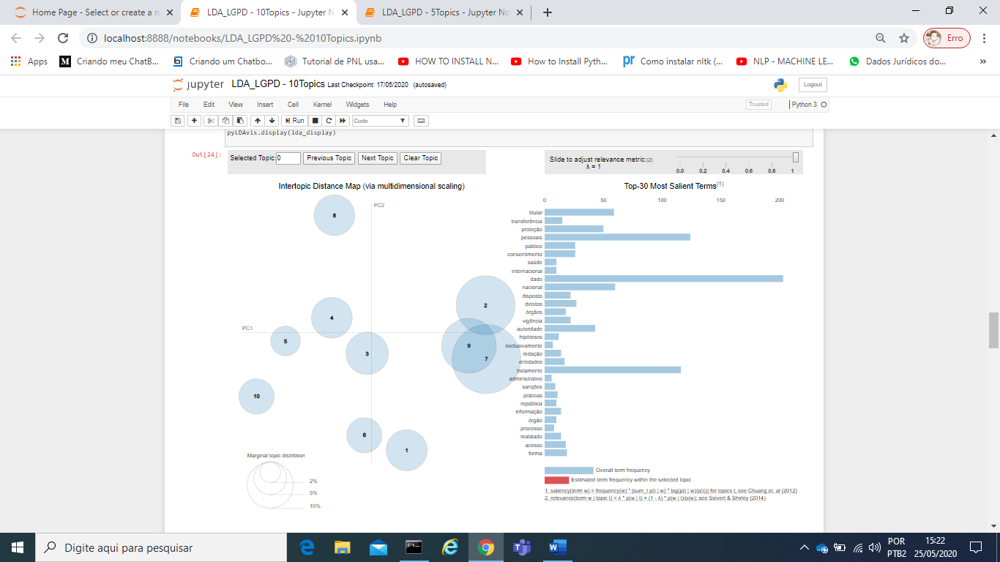 Home Page - Select or create a n
LDA_LGPD - 10Topics - Jupyter N
LDA_LGPD - 5Topics - Jupyter No
localhost:8888/notebooks/LDA_LGPD%20-%2010Topics.ipynb
Erro
Apps
Criando meu ChatB...
Criando um Chatbo...
Tutorial de PNL usa...
HOW TO INSTALL N...
How to Install Pyth...
Como instalar nltk (...
NLP - MACHINE LE...
Dados Jurídicos do...
»
jupyter LDA_LGPD - 10Topics Last Checkpoint: 17/05/2020 (autosaved)
Logout
File Edit View Insert Cell Kernel Widgets Help
Trusted
Python 3
Run
Code
pyLDAvis.display(lda_display)
Out[24]:
Selected Topic: 0 Previous Topic Next Topic Clear Topic
Slide to adjust relevance metric:(2)
λ = 1
0.0 0.2 0.4 0.6 0.8 1
Intertopic Distance Map (via multidimensional scaling)
PC2
PC1
8
2
4
5
9
3
7
10
6
1
Marginal topic distribtion
2%
5%
10%
Top-30 Most Salient Terms(1)
0 50 100 150 200
titular
transferência
proteção
pessoais
público
consentimento
saúde
internacional
dado
nacional
disposto
direitos
órgãos
vigência
autoridade
hipóteses
exclusivamente
redação
entidades
tratamento
administrativo
sanções
práticas
república
informação
órgão
processo
realizado
acesso
forma
Overall term frequency
Estimated term frequency within the selected topic
1. saliency(term w) = frequency(w) * [sum_t p(t | w) * log(p(t | w)/p(t))] for topics t; see Chuang et. al (2012)
2. relevance(term w | topic t) = λ * p(w | t) + (1 - λ) * p(w | t)/p(w); see Sievert & Shirley (2014)
Digite aqui para pesquisar
POR
PTB2
15:22
25/05/2020